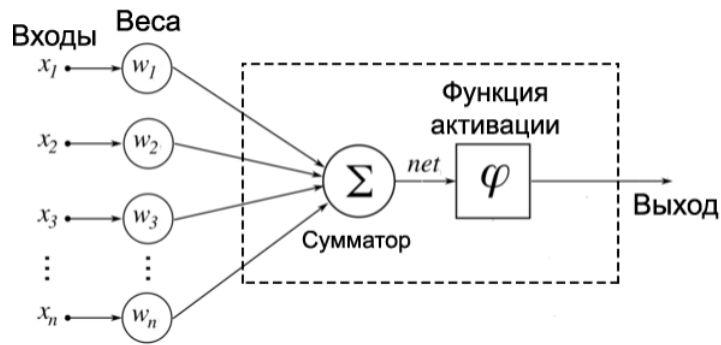 Входы
Веса
x1
w1
Функция
активации
x2
w2
Σ
net
φ
Выход
x3
w3
Сумматор
⋮
⋮
xn
wn